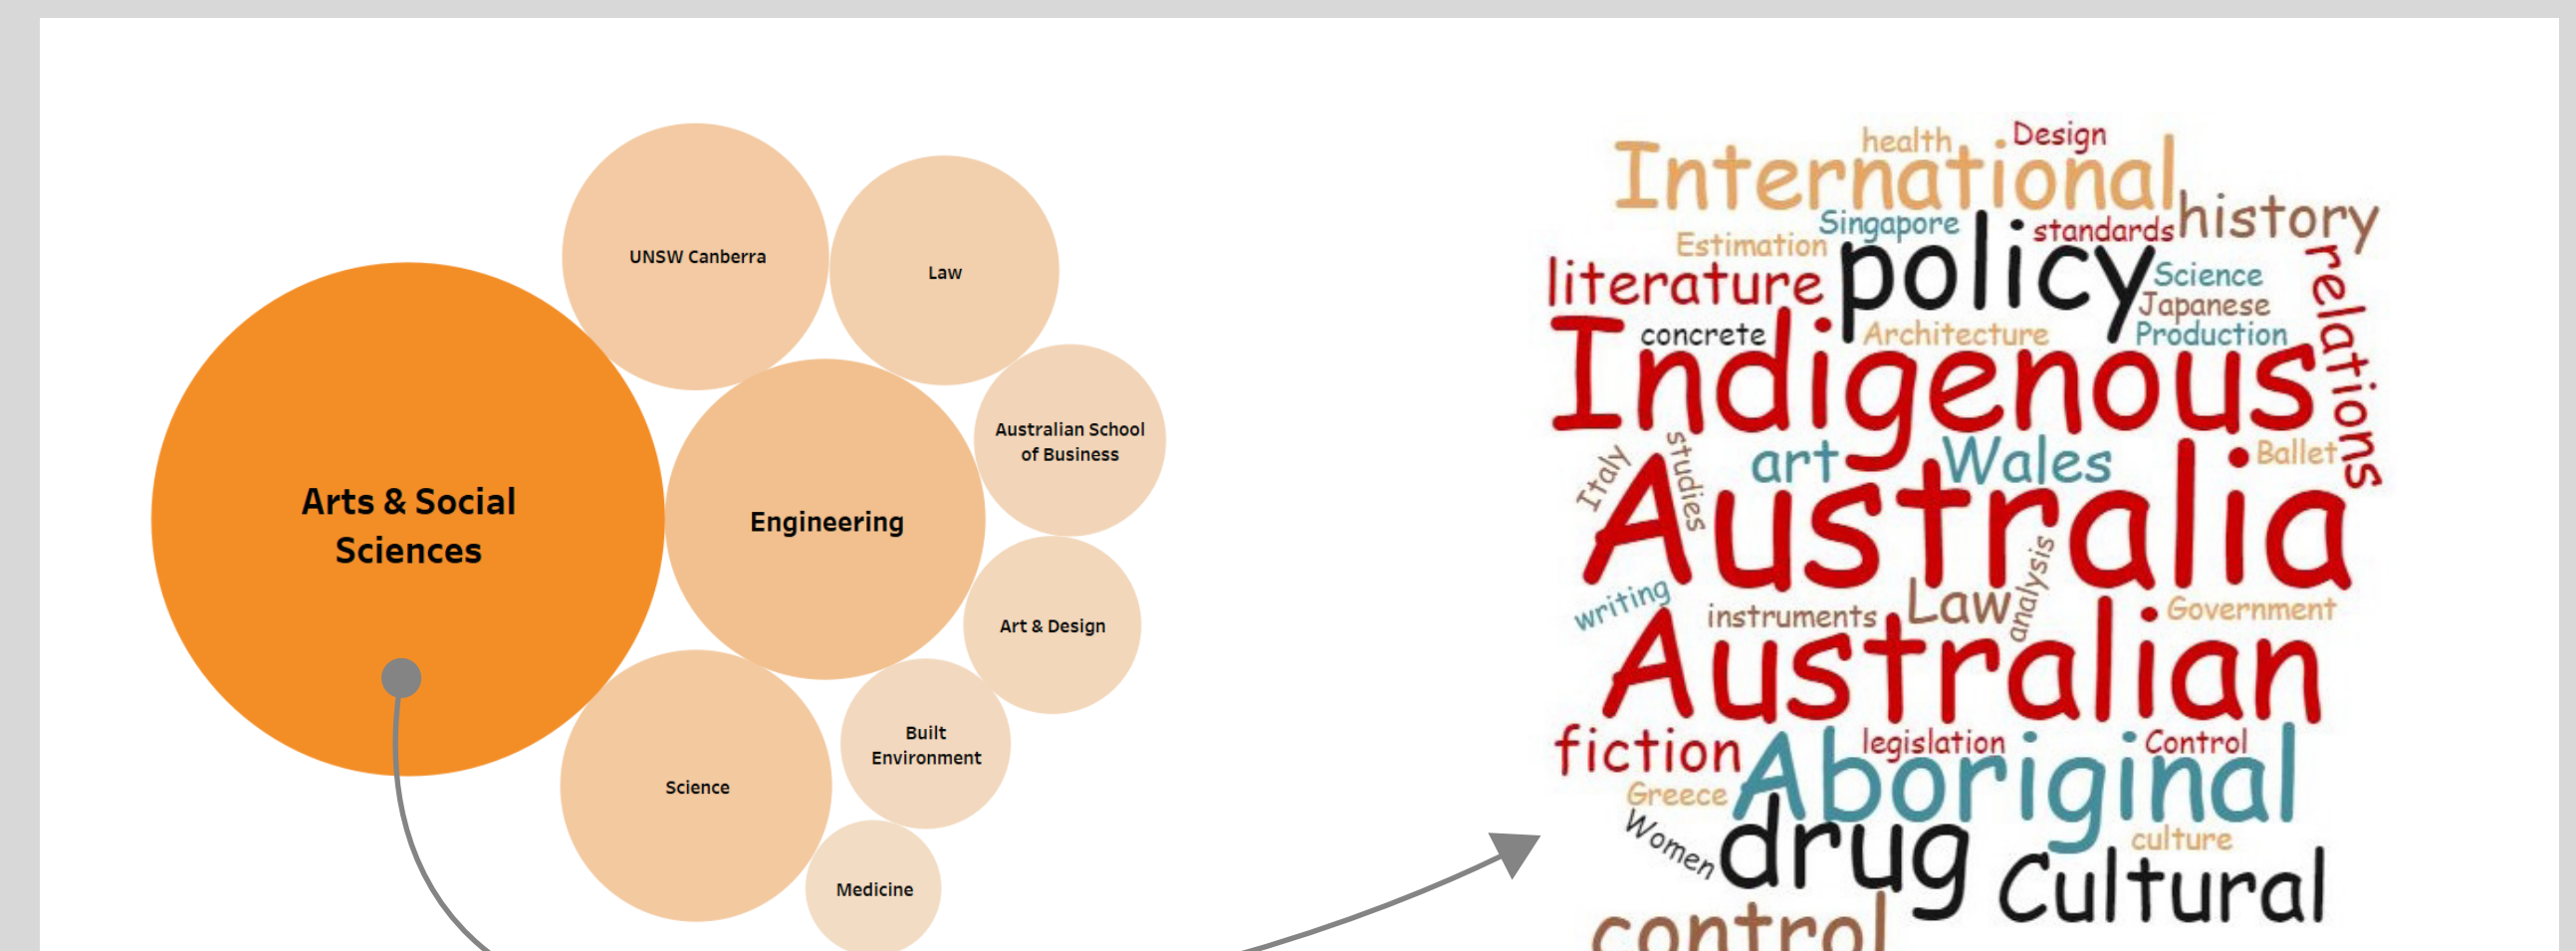 UNSW Canberra
Law
Australian School
of Business
Arts & Social
Sciences
Engineering
Art & Design
Built
Environment
Science
Medicine
health
Design
International
Singapore
standards
history
Estimation
policy
literature
Science
Japanese
relations
concrete
Architecture
Production
Indigenous
Italy
studies
art
Wales
Ballet
Australia
writing
instruments
Law
analysis
Government
Australian
fiction
legislation
Control
Aboriginal
Greece
Women
drug
culture
Cultural
control